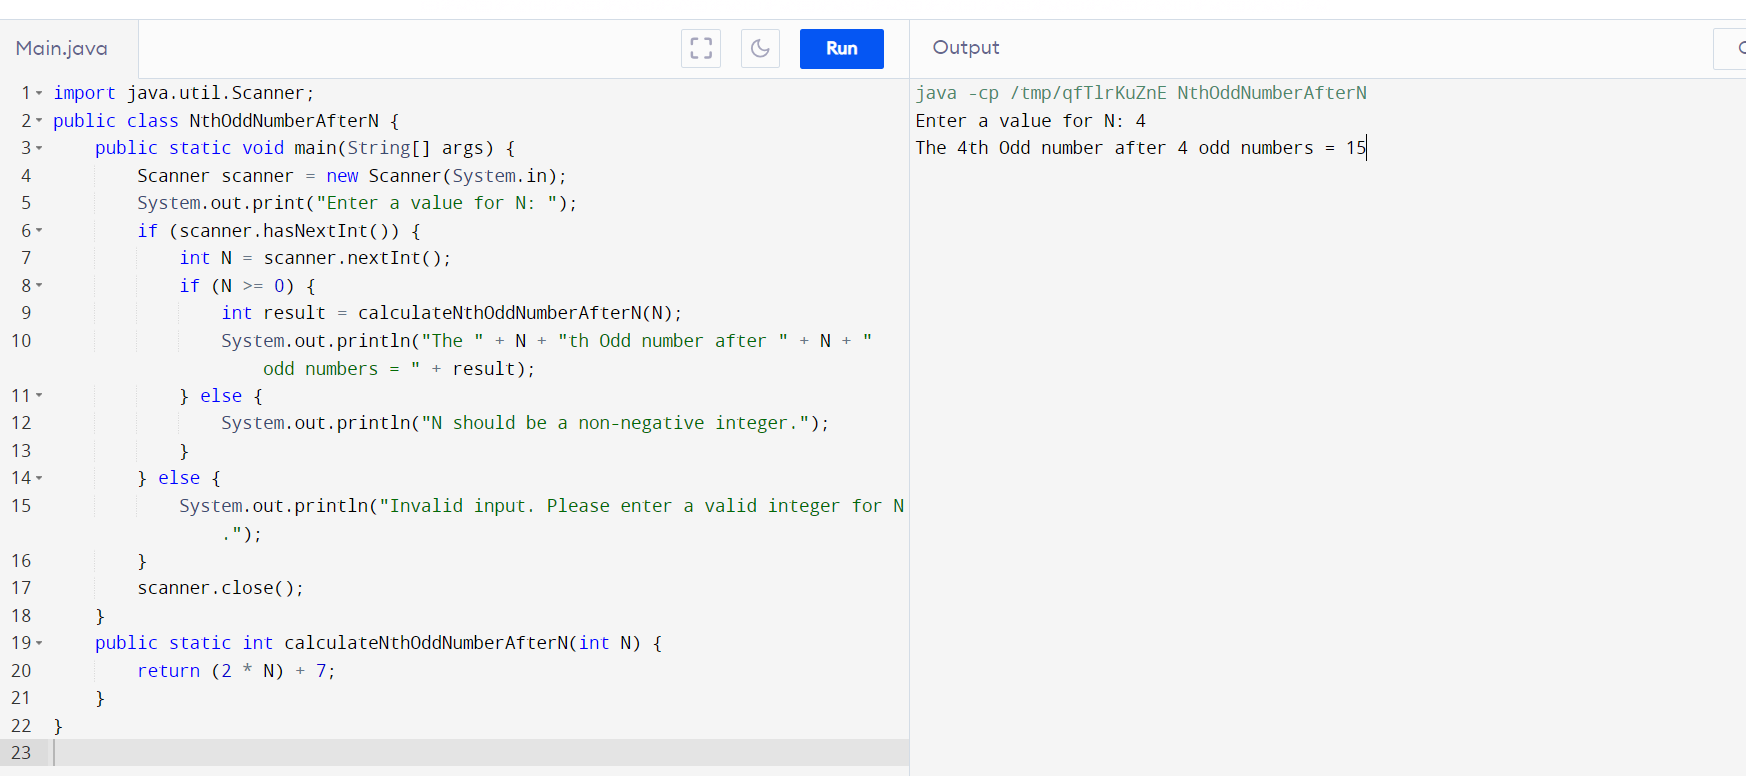 Main.java
Run
Output
1 import java.util.Scanner;
2 public class NthOddNumberAfterN {
3 public static void main(String[] args) {
4 Scanner scanner = new Scanner(System.in);
5 System.out.print("Enter a value for N: ");
6 if (scanner.hasNextInt()) {
7 int N = scanner.nextInt();
8 if (N >= 0) {
9 int result = calculateNthOddNumberAfterN(N);
10 System.out.println("The " + N + "th Odd number after " + N + "
odd numbers = " + result);
11 } else {
12 System.out.println("N should be a non-negative integer.");
13 }
14 } else {
15 System.out.println("Invalid input. Please enter a valid integer for N
.");
16 }
17 scanner.close();
18 }
19 public static int calculateNthOddNumberAfterN(int N) {
20 return (2 * N) + 7;
21 }
22 }
23
java -cp /tmp/qfTlrKuZnE NthOddNumberAfterN
Enter a value for N: 4
The 4th Odd number after 4 odd numbers = 15